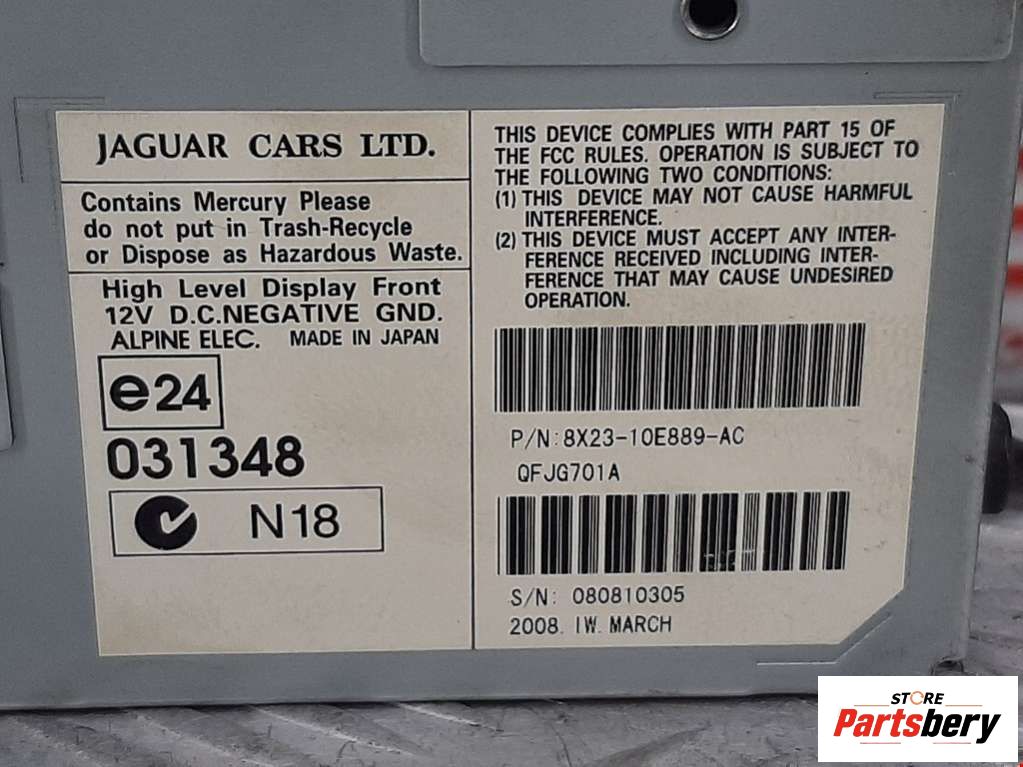 JAGUAR CARS LTD.
Contains Mercury Please
do not put in Trash-Recycle
or Dispose as Hazardous Waste.
High Level Display Front
12V D.C.NEGATIVE GND.
ALPINE ELEC. MADE IN JAPAN
e24
031348
N18
THIS DEVICE COMPLIES WITH PART 15 OF
THE FCC RULES. OPERATION IS SUBJECT TO
THE FOLLOWING TWO CONDITIONS:
(1) THIS DEVICE MAY NOT CAUSE HARMFUL
INTERFERENCE.
(2) THIS DEVICE MUST ACCEPT ANY INTER-
FERENCE RECEIVED INCLUDING INTER-
FERENCE THAT MAY CAUSE UNDESIRED
OPERATION.
P/N:8X23-10E889-AC
QFJG701A
S/N: 080810305
2008. 1W. MARCH
STORE
Partsbery